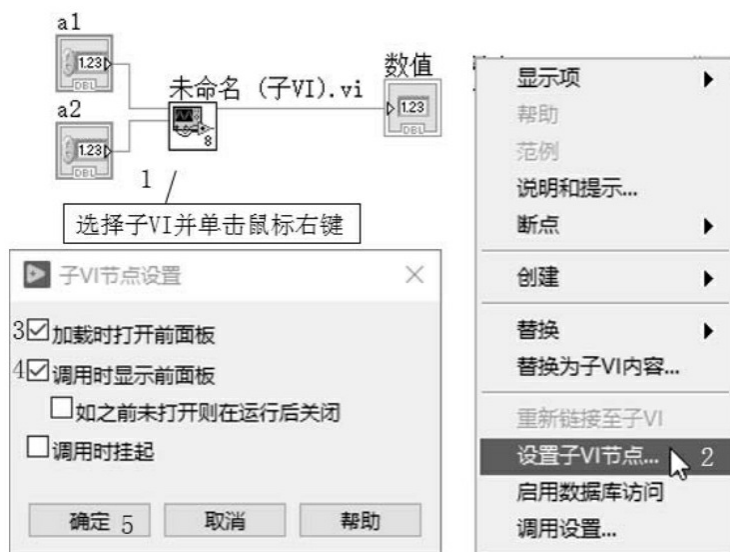 a1
1.23
DBL
a2
1.23
DBL
未命名 (子VI).vi
8
数值
1.23
DBL
1
选择子VI并单击鼠标右键
子VI节点设置
3 加载时打开前面板
4 调用时显示前面板
如之前未打开则在运行后关闭
调用时挂起
确定 5
取消
帮助
显示项
帮助
范例
说明和提示...
断点
创建
替换
替换为子VI内容...
重新链接至子VI
设置子VI节点... 2
启用数据库访问
调用设置...